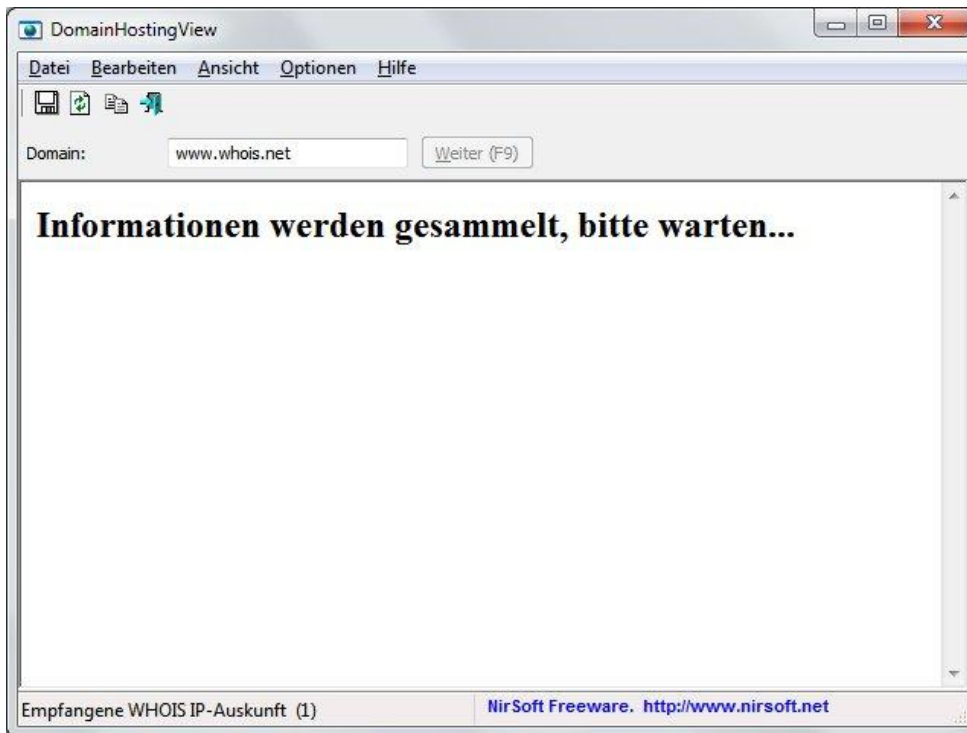 DomainHostingView
Datei Bearbeiten Ansicht Optionen Hilfe
Domain: www.whois.net Weiter (F9)
Informationen werden gesammelt, bitte warten...
Empfangene WHOIS IP-Auskunft (1) NirSoft Freeware. http://www.nirsoft.net